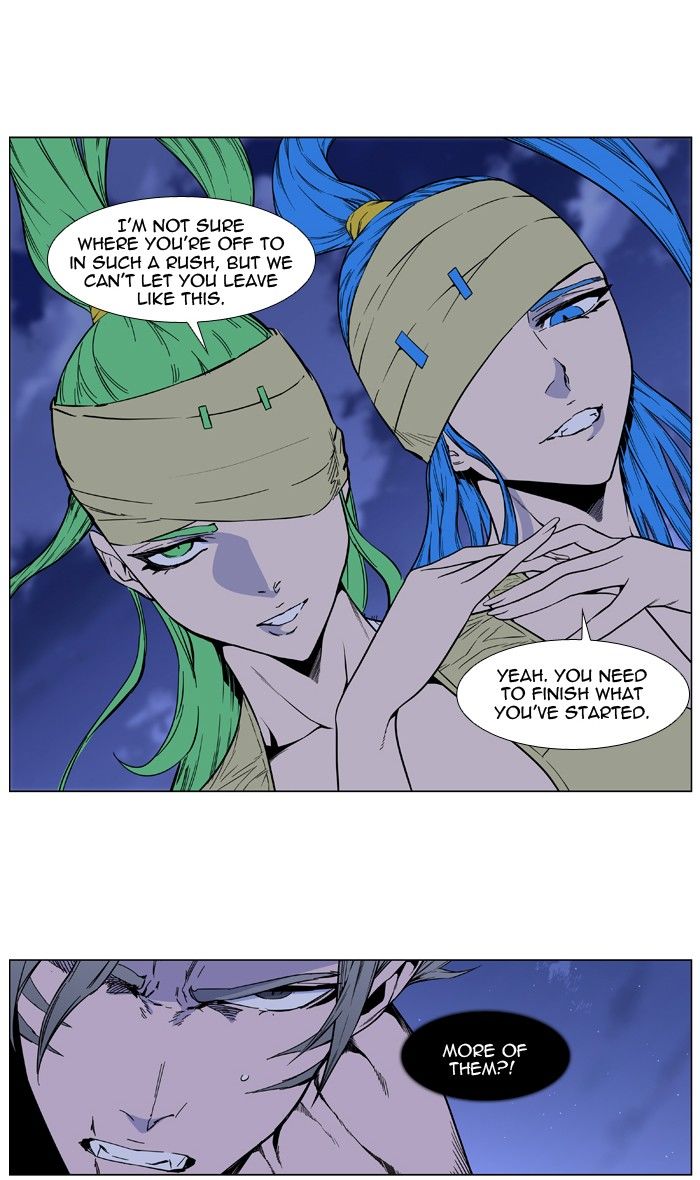 I'M NOT SURE
WHERE YOU'RE OFF TO
IN SUCH A RUSH, BUT WE
CAN'T LET YOU LEAVE
LIKE THIS.
YEAH. YOU NEED
TO FINISH WHAT
YOU'VE STARTED.
MORE OF
THEM?!